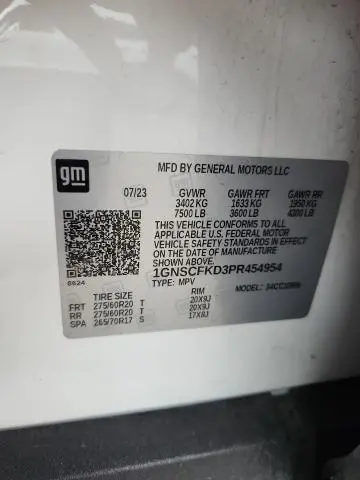 gm
MFD BY GENERAL MOTORS LLC
07/23 GVWR GAWR FRT GAWR RR
3402 KG 1633 KG 1950 KG
7500 LB 3600 LB 4300 LB
THIS VEHICLE CONFORMS TO ALL
APPLICABLE U.S. FEDERAL MOTOR
VEHICLE SAFETY STANDARDS IN EFFECT
ON THE DATE OF MANUFACTURE
SHOWN ABOVE.
1GNSCFKD3PR454954
8624
TYPE: MPV MODEL:
TIRE SIZE RIM
FRT 275/60R20 T 20X9J
RR 275/60R20 T 20X9J
SPA 265/70R17 S 17X8J